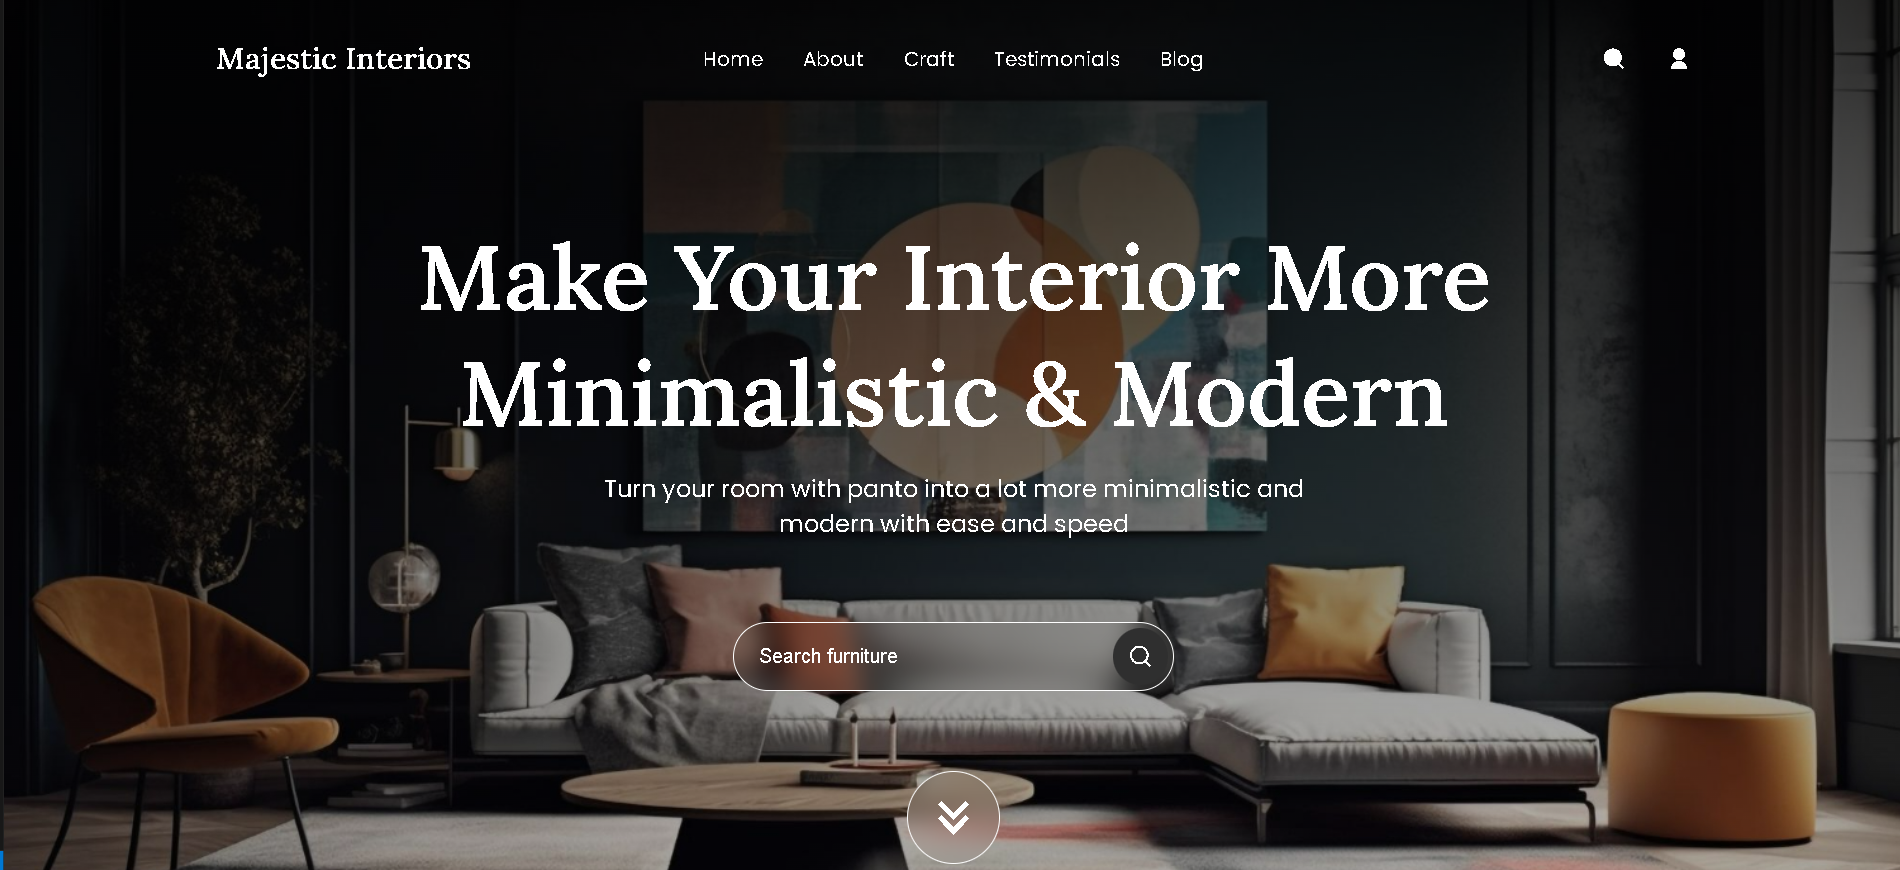 Majestic Interiors
Home About Craft Testimonials Blog
Make Your Interior More
Minimalistic & Modern
Turn your room with panto into a lot more minimalistic and
modern with ease and speed
Search furniture